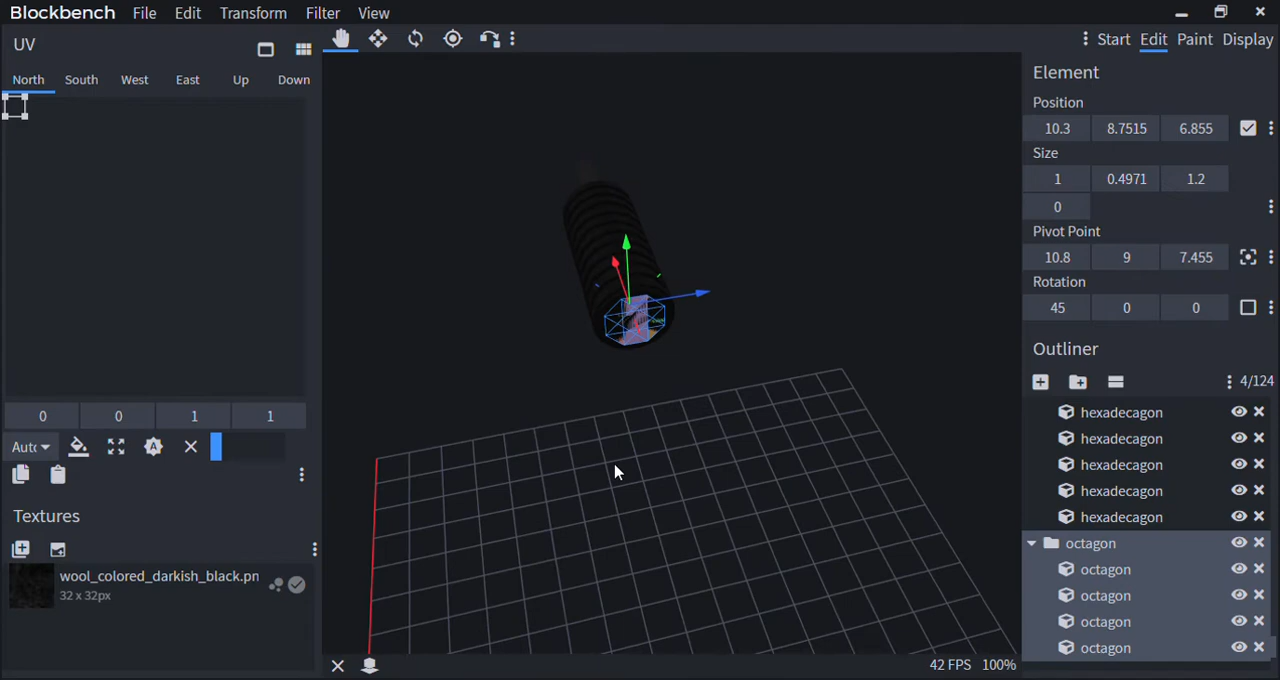 Blockbench File Edit Transform Filter View
UV
North South West East Up Down
0 0 1 1
Aut
Textures
wool_colored_darkish_black.pn
32 x 32px
Start Edit Paint Display
Element
Position
10.3 8.7515 6.855
Size
1 0.4971 1.2
0
Pivot Point
10.8 9 7.455
Rotation
45 0 0
Outliner
4/124
hexadecagon
hexadecagon
hexadecagon
hexadecagon
hexadecagon
octagon
octagon
octagon
octagon
octagon
42 FPS 100%